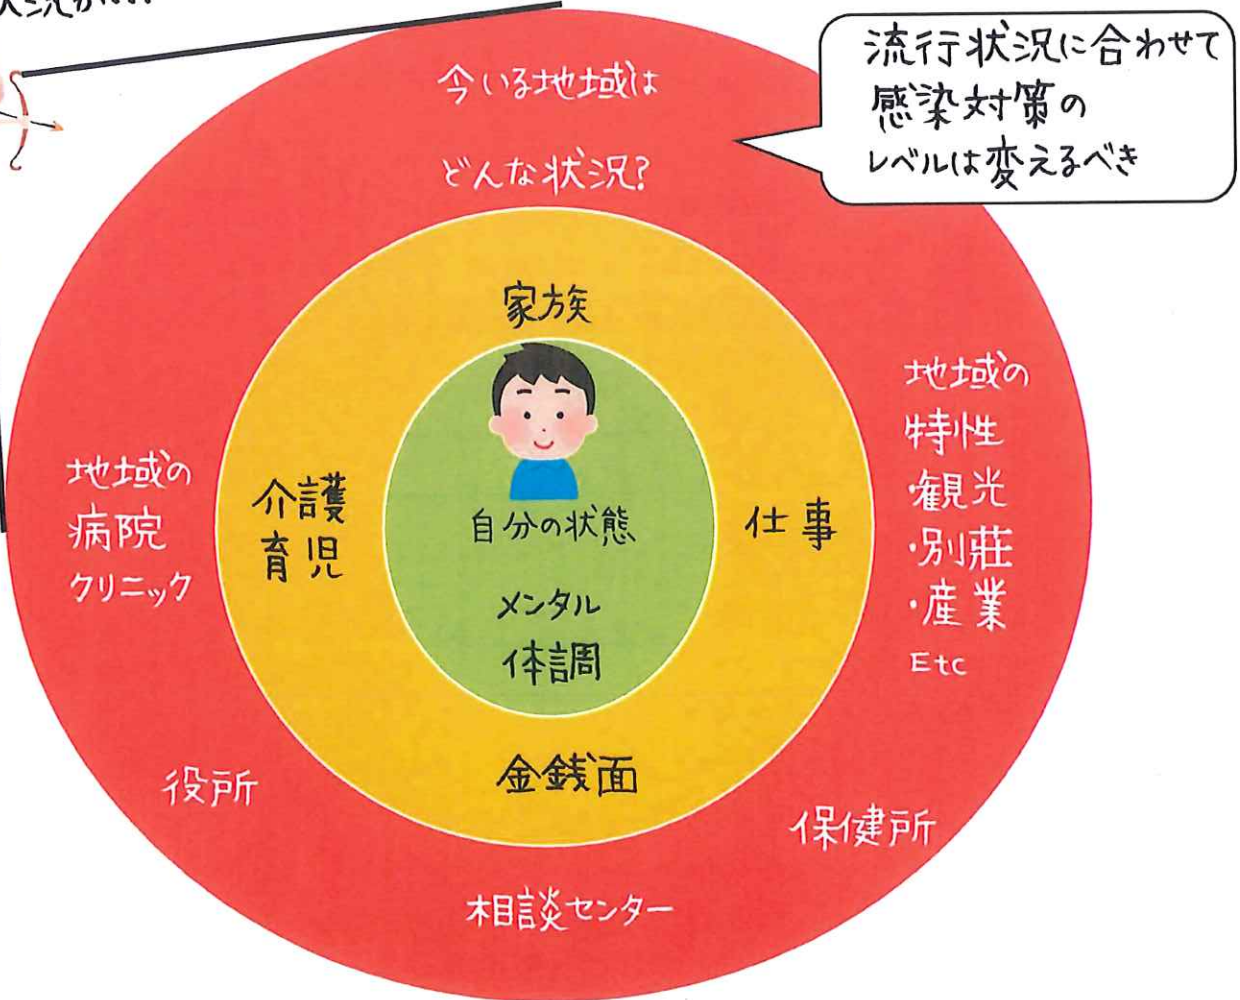 今いる地域は
どんな状況?
流行状況に合わせて
感染対策の
レベルは変えるべき
家族
地域の
病院
クリニック
介護
育児
自分の状態
メンタル
体調
仕事
地域の
特性
・観光
・別荘
・産業
Etc
金銭面
役所
保健所
相談センター